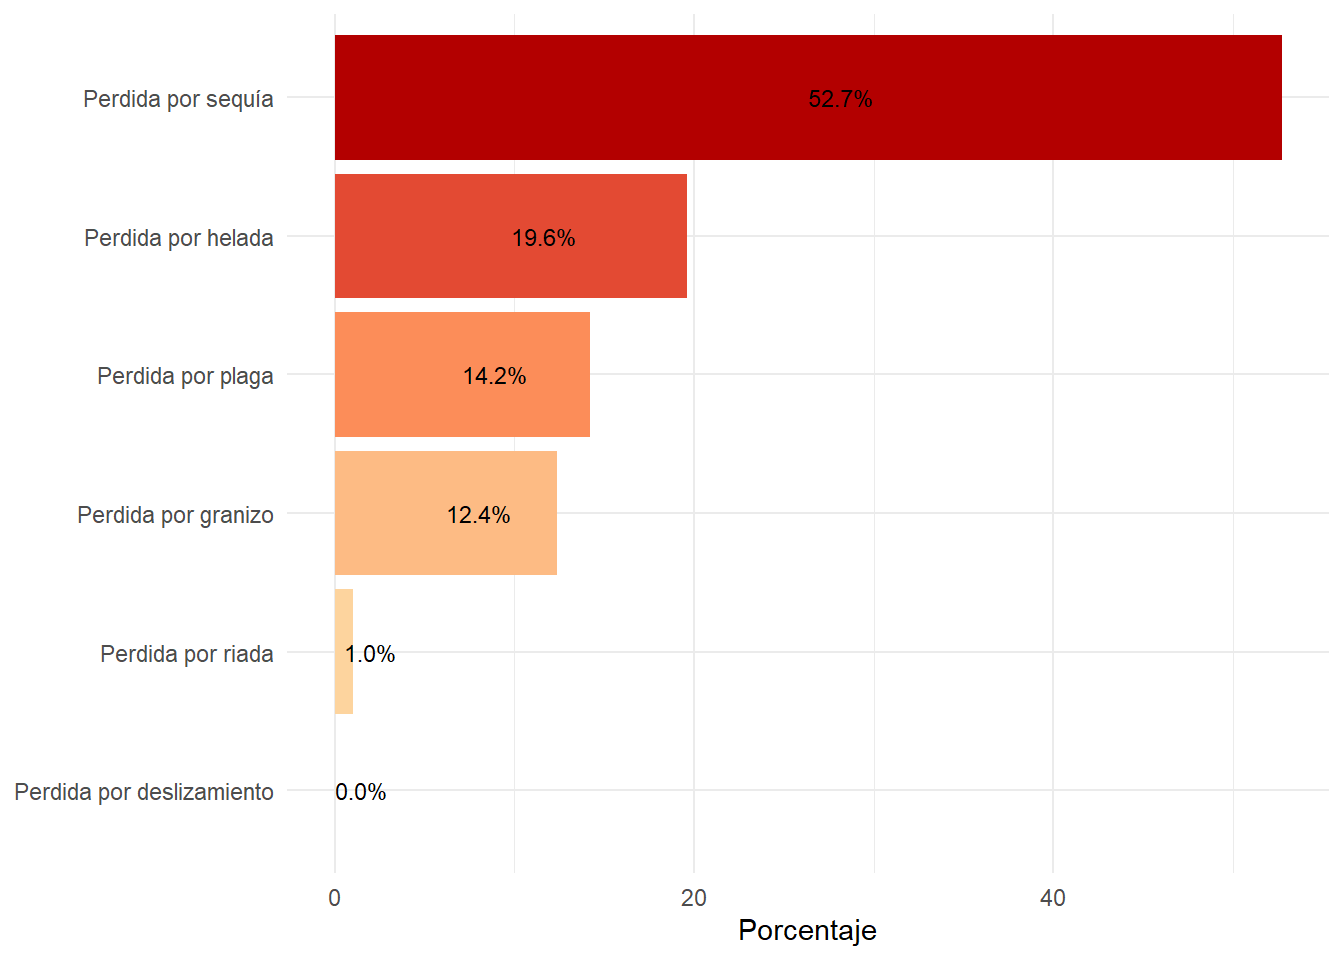 Perdida por sequía
52.7%
Perdida por helada
19.6%
Perdida por plaga
14.2%
Perdida por granizo
12.4%
Perdida por riada
1.0%
Perdida por deslizamiento
0.0%
0
20
40
Porcentaje